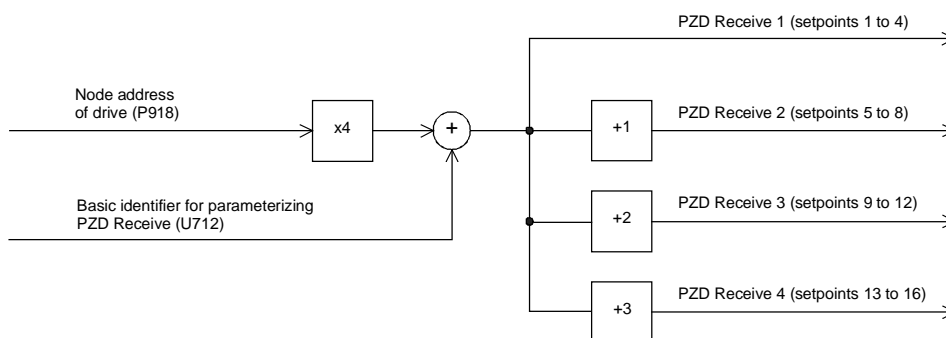 PZD Receive 1 (setpoints 1 to 4)
Node address
of drive (P918)
x4
+
+1
PZD Receive 2 (setpoints 5 to 8)
Basic identifier for parameterizing
PZD Receive (U712)
+2
PZD Receive 3 (setpoints 9 to 12)
+3
PZD Receive 4 (setpoints 13 to 16)